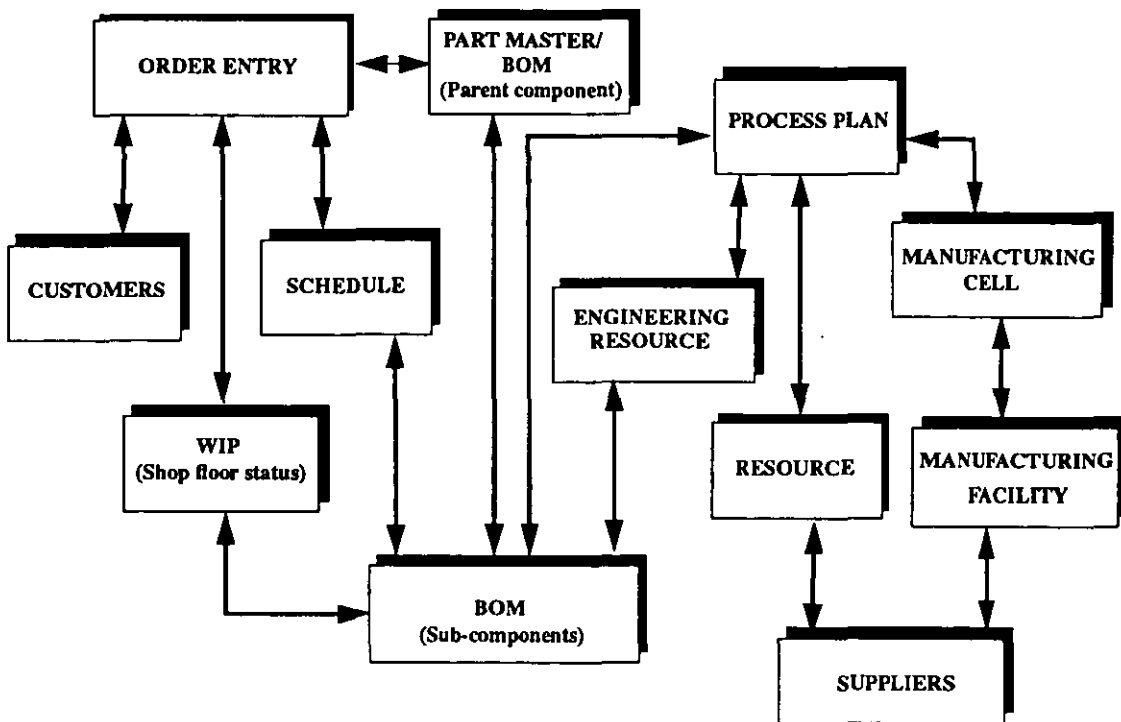 ORDER ENTRY
PART MASTER/
BOM
(Parent component)
PROCESS PLAN
CUSTOMERS
SCHEDULE
ENGINEERING
RESOURCE
MANUFACTURING
CELL
WIP
(Shop floor status)
RESOURCE
MANUFACTURING
FACILITY
BOM
(Sub-components)
SUPPLIERS